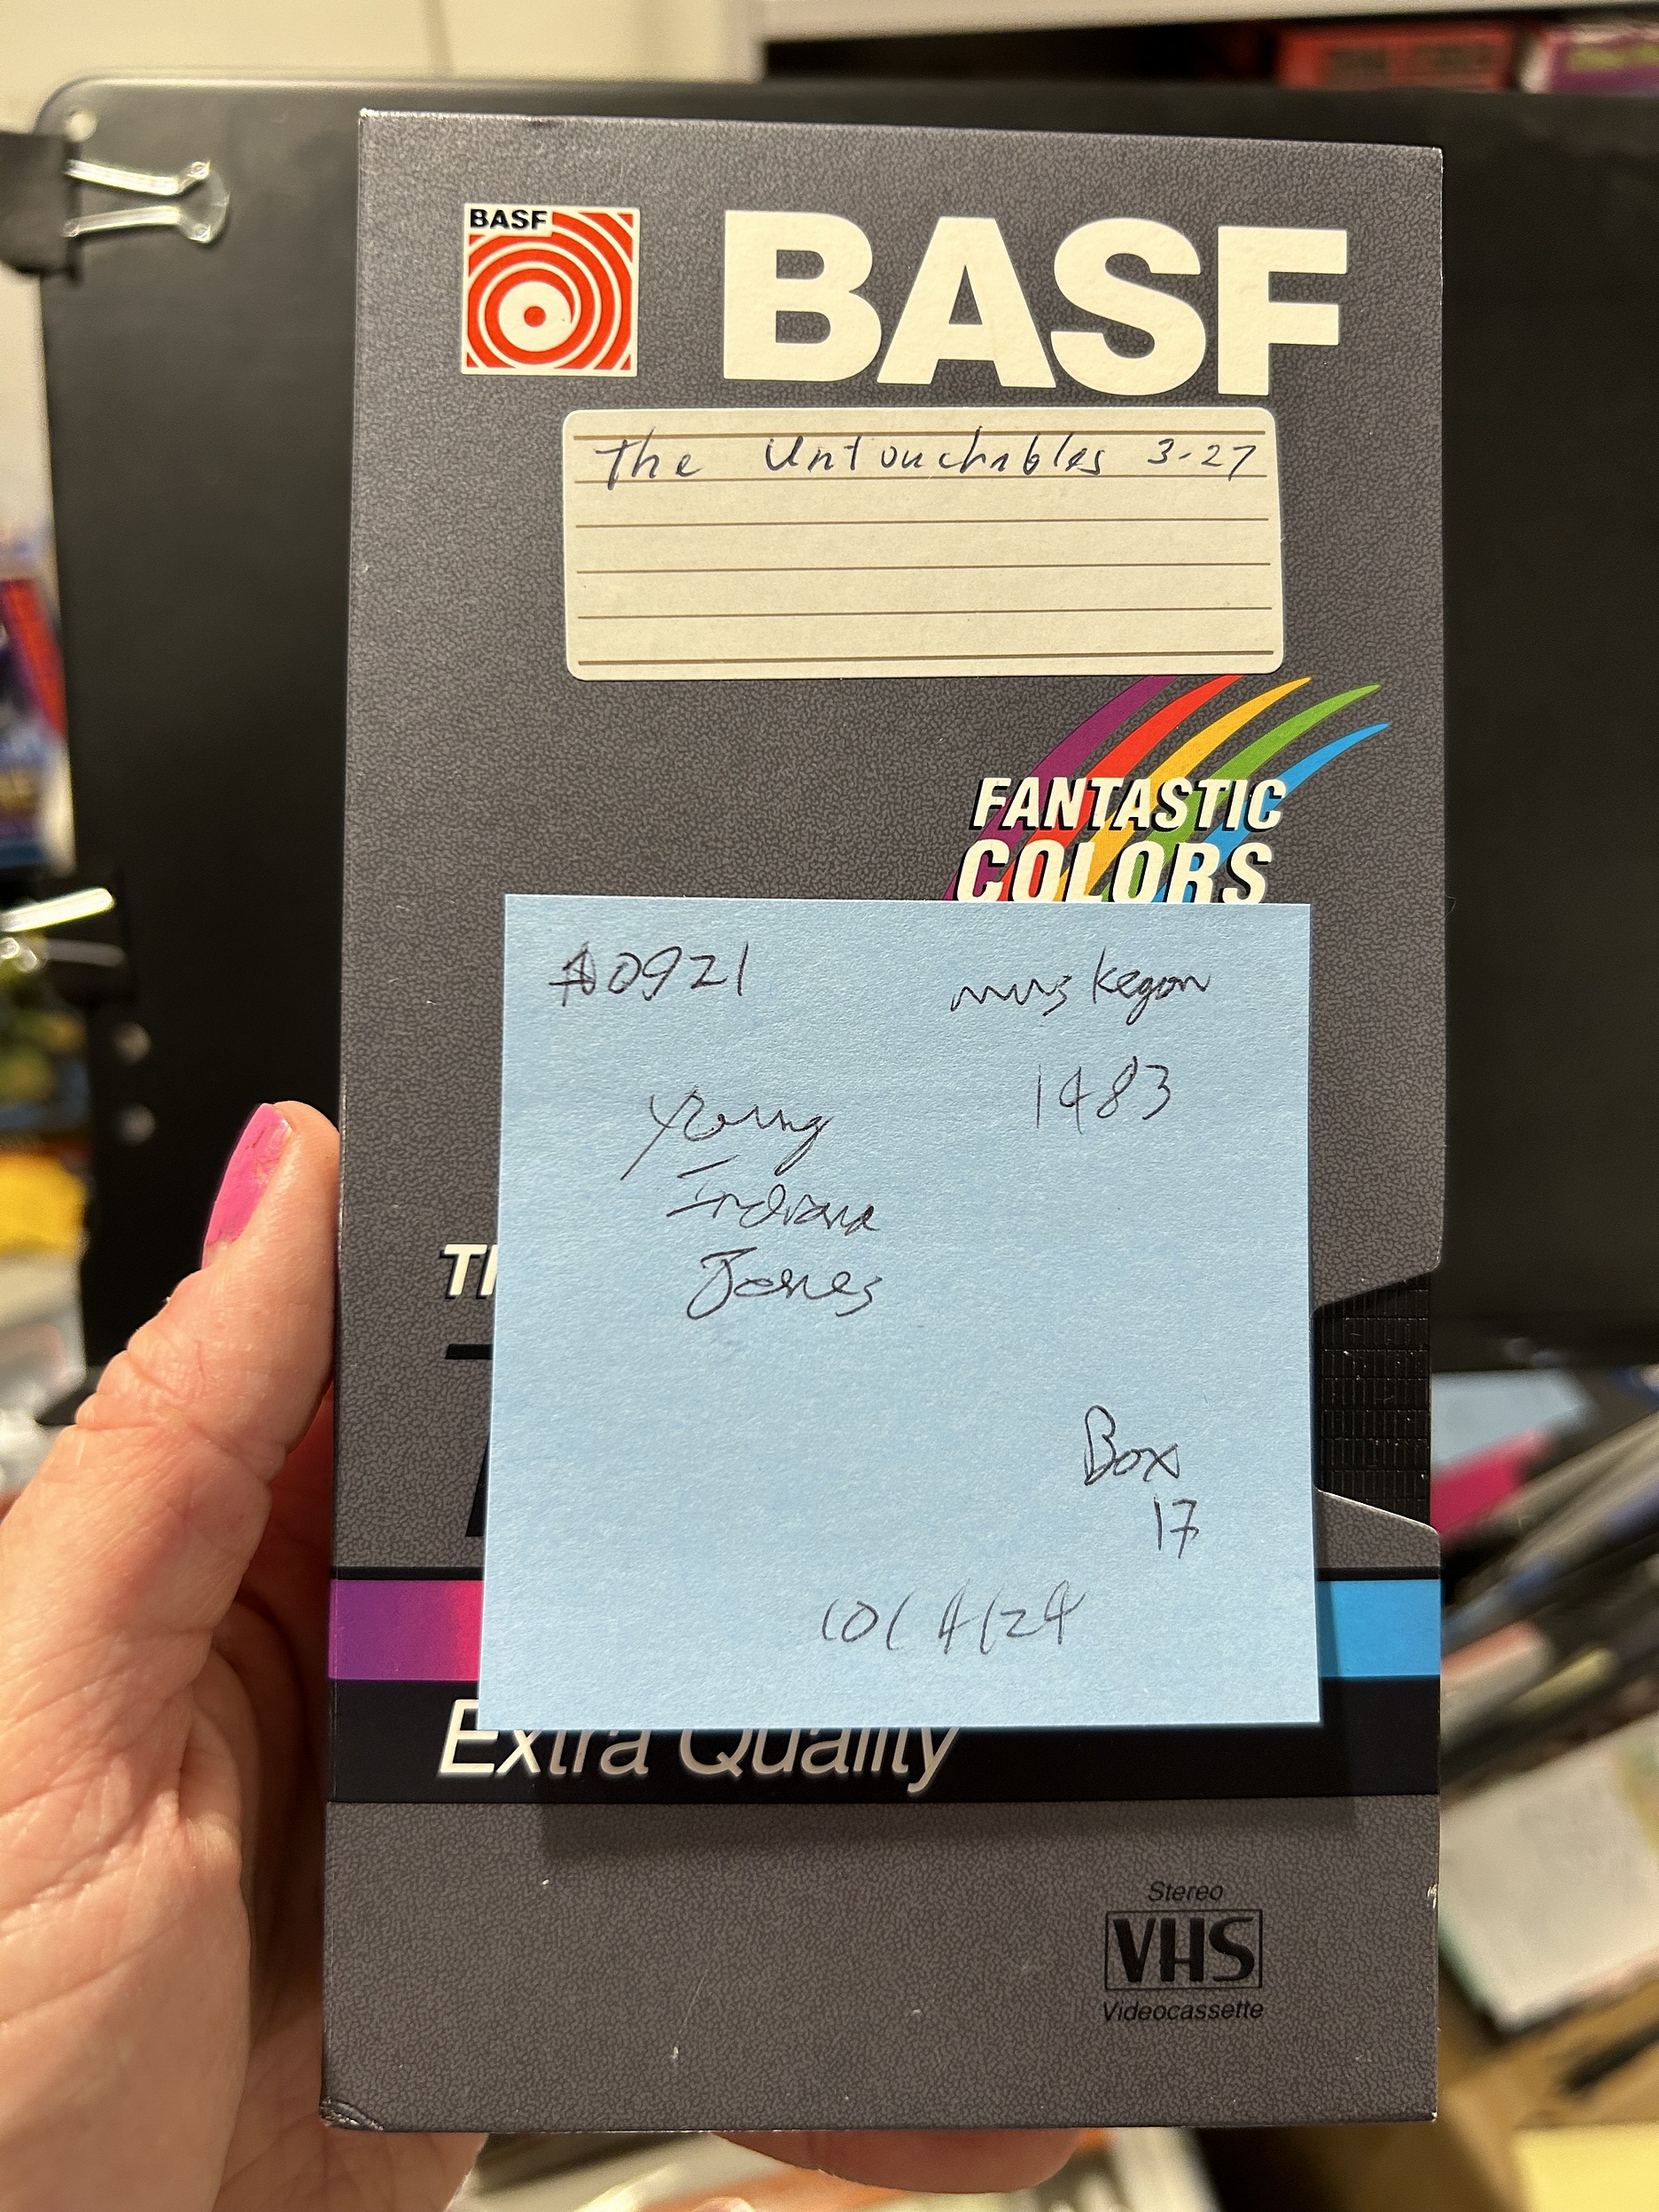 BASF
BASF
The Untouchables 3-27
FANTASTIC
COLORS
#0921
muskegon
1483
Young
Indiana
Jones
Box
17
10/4/24
Extra Quality
Stereo
VHS
Videocassette